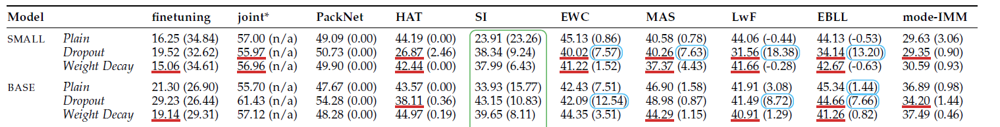 Model finetuning joint* PackNet HAT SI EWC MAS LwF EBLL mode-IMM
SMALL Plain 16.25 (34.84) 57.00 (n/a) 49.09 (0.00) 44.19 (0.00) 23.91 (23.26) 45.13 (0.86) 40.58 (0.78) 44.06 (-0.44) 44.13 (-0.53) 29.63 (3.06)
Dropout 19.52 (32.62) 55.97 (n/a) 50.73 (0.00) 26.87 (2.46) 38.34 (9.24) 40.02 (7.57) 40.26 (7.63) 31.56 (18.38) 34.14 (13.20) 29.35 (0.90)
Weight Decay 15.06 (34.61) 56.96 (n/a) 49.90 (0.00) 42.44 (0.00) 37.99 (6.43) 41.22 (1.52) 37.37 (4.43) 41.66 (-0.28) 42.67 (-0.63) 30.59 (0.93)
BASE Plain 21.30 (26.90) 55.70 (n/a) 47.67 (0.00) 43.57 (0.00) 33.93 (15.77) 42.43 (7.51) 46.90 (1.58) 41.91 (3.08) 45.34 (1.44) 36.89 (0.98)
Dropout 29.23 (26.44) 61.43 (n/a) 54.28 (0.00) 38.11 (0.36) 43.15 (10.83) 42.09 (12.54) 48.98 (0.87) 41.49 (8.72) 44.66 (7.66) 34.20 (1.44)
Weight Decay 19.14 (29.31) 57.12 (n/a) 48.28 (0.00) 44.97 (0.19) 39.65 (8.11) 44.35 (3.51) 44.29 (1.15) 40.91 (1.29) 41.26 (0.82) 37.49 (0.46)